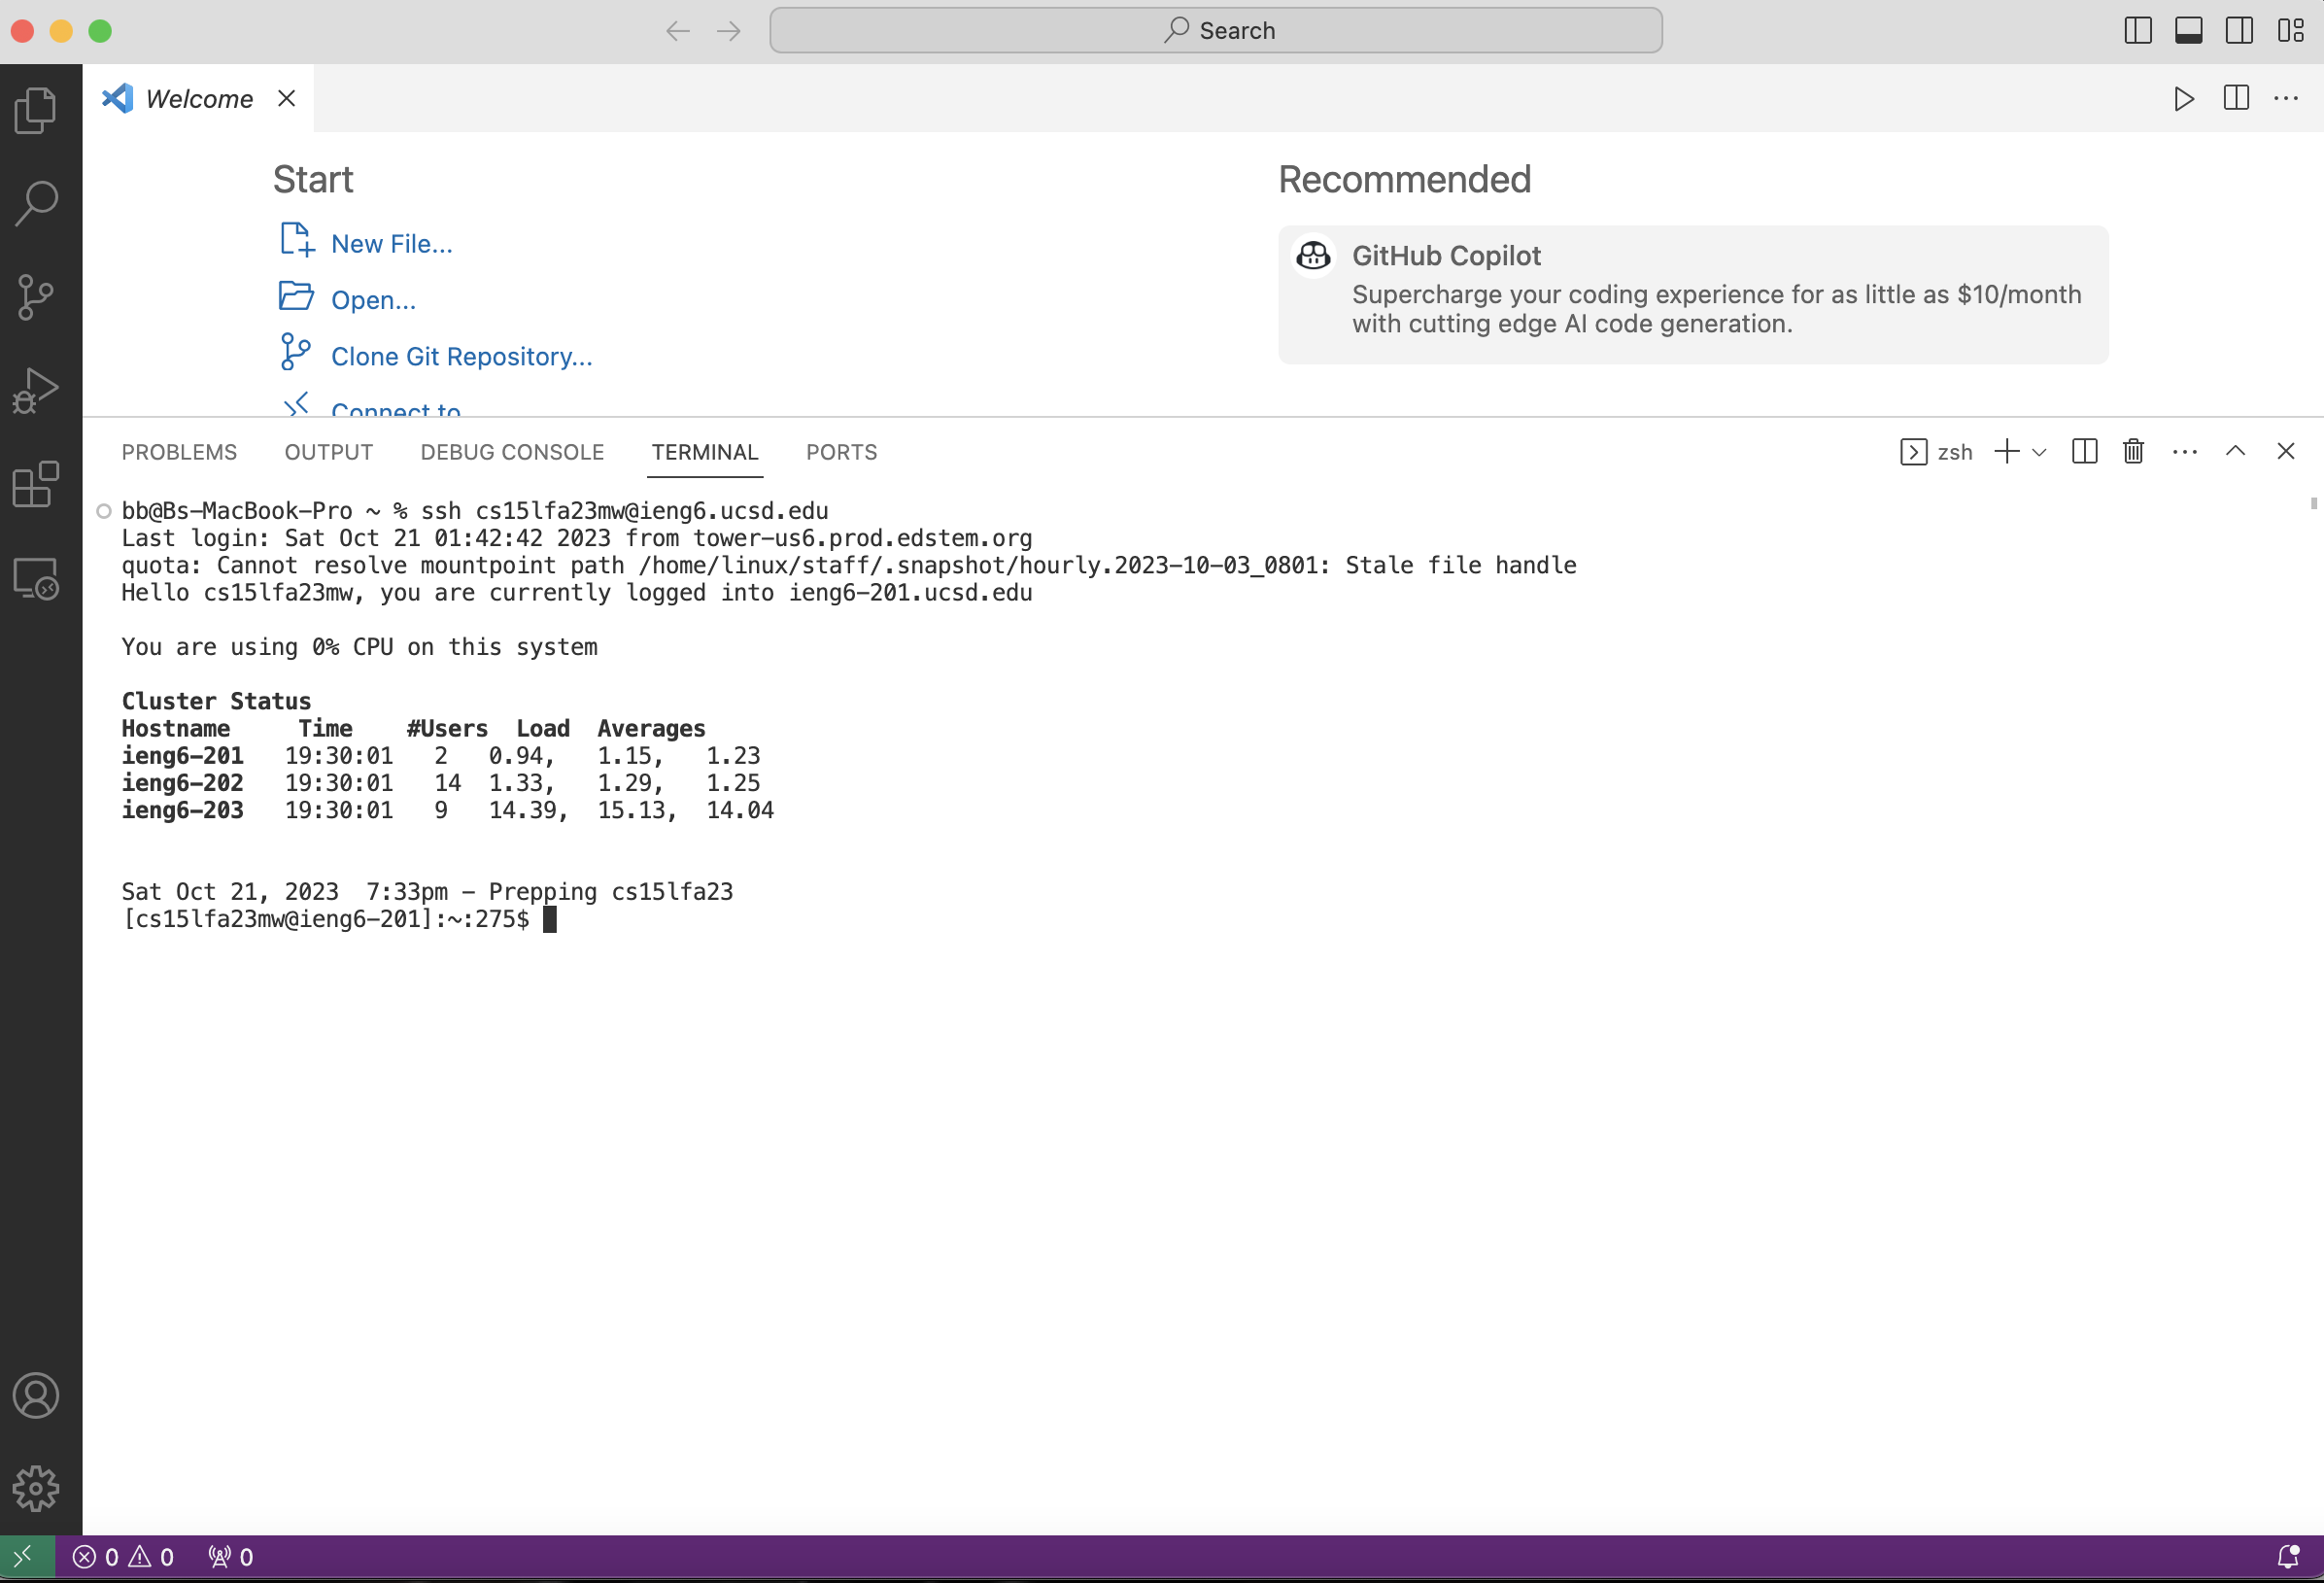 Search
Welcome
Start
New File...
Open...
Clone Git Repository...
Connect to
Recommended
GitHub Copilot
Supercharge your coding experience for as little as $10/month
with cutting edge AI code generation.
PROBLEMS OUTPUT DEBUG CONSOLE TERMINAL PORTS zsh
bb@Bs-MacBook-Pro ~ % ssh cs15lfa23mw@ieng6.ucsd.edu
Last login: Sat Oct 21 01:42:42 2023 from tower-us6.prod.edstem.org
quota: Cannot resolve mountpoint path /home/linux/staff/.snapshot/hourly.2023-10-03_0801: Stale file handle
Hello cs15lfa23mw, you are currently logged into ieng6-201.ucsd.edu
You are using 0% CPU on this system
Cluster Status
Hostname Time #Users Load Averages
ieng6-201 19:30:01 2 0.94, 1.15, 1.23
ieng6-202 19:30:01 14 1.33, 1.29, 1.25
ieng6-203 19:30:01 9 14.39, 15.13, 14.04
Sat Oct 21, 2023 7:33pm - Prepping cs15lfa23
[cs15lfa23mw@ieng6-201]:~:275$
0 0 0